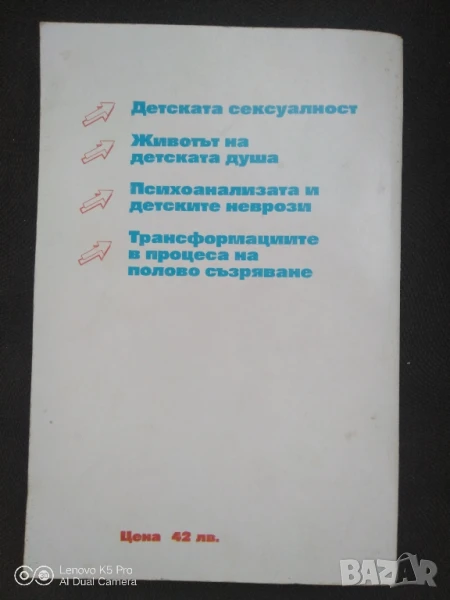 Детската сексуалност
Животът на
детската душа
Психоанализата и
детските неврози
Трансформациите
в процеса на
полово съзряване
Цена 42 лв.
Lenovo K5 Pro
AI Dual Camera
BAZAR